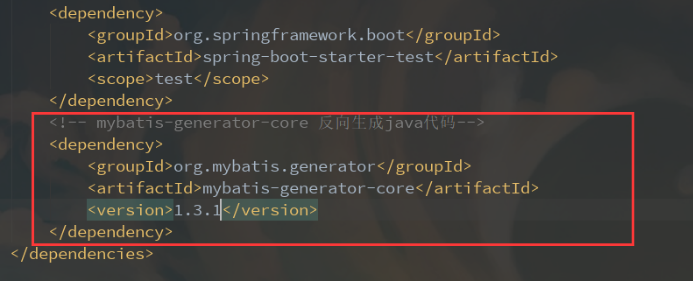 <dependency>
<groupId>org.springframework.boot</groupId>
<artifactId>spring-boot-starter-test</artifactId>
<scope>test</scope>
</dependency>
<!-- mybatis-generator-core 反向生成java代码-->
<dependency>
<groupId>org.mybatis.generator</groupId>
<artifactId>mybatis-generator-core</artifactId>
<version>1.3.1</version>
</dependency>
</dependencies>